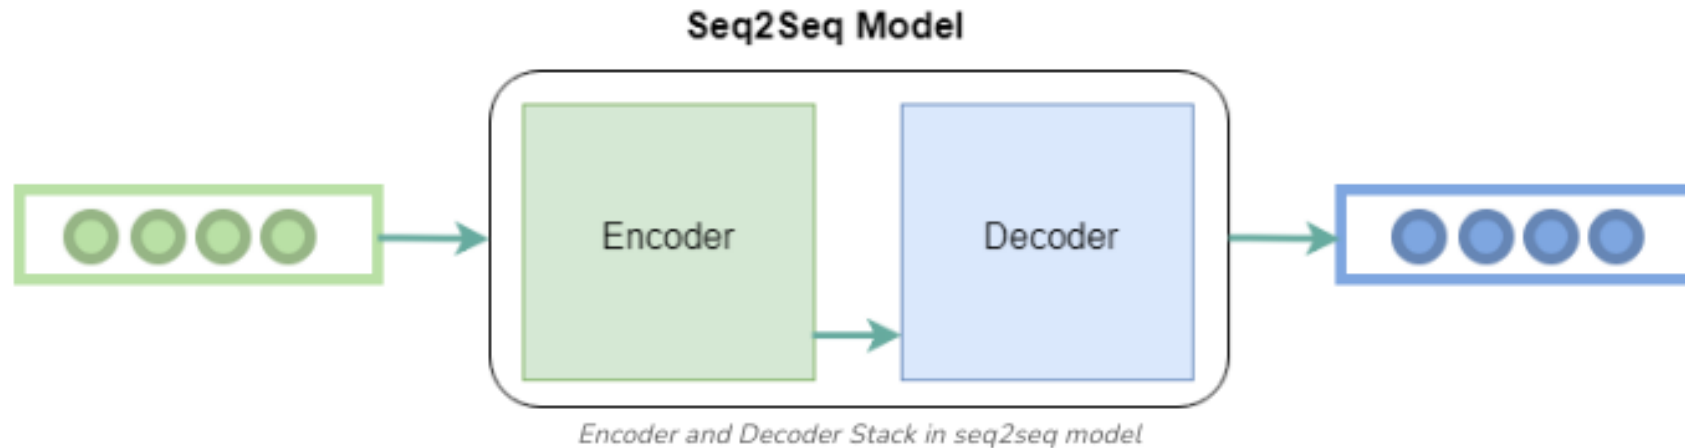 Seq2Seq Model
Encoder
Decoder
Encoder and Decoder Stack in seq2seq model